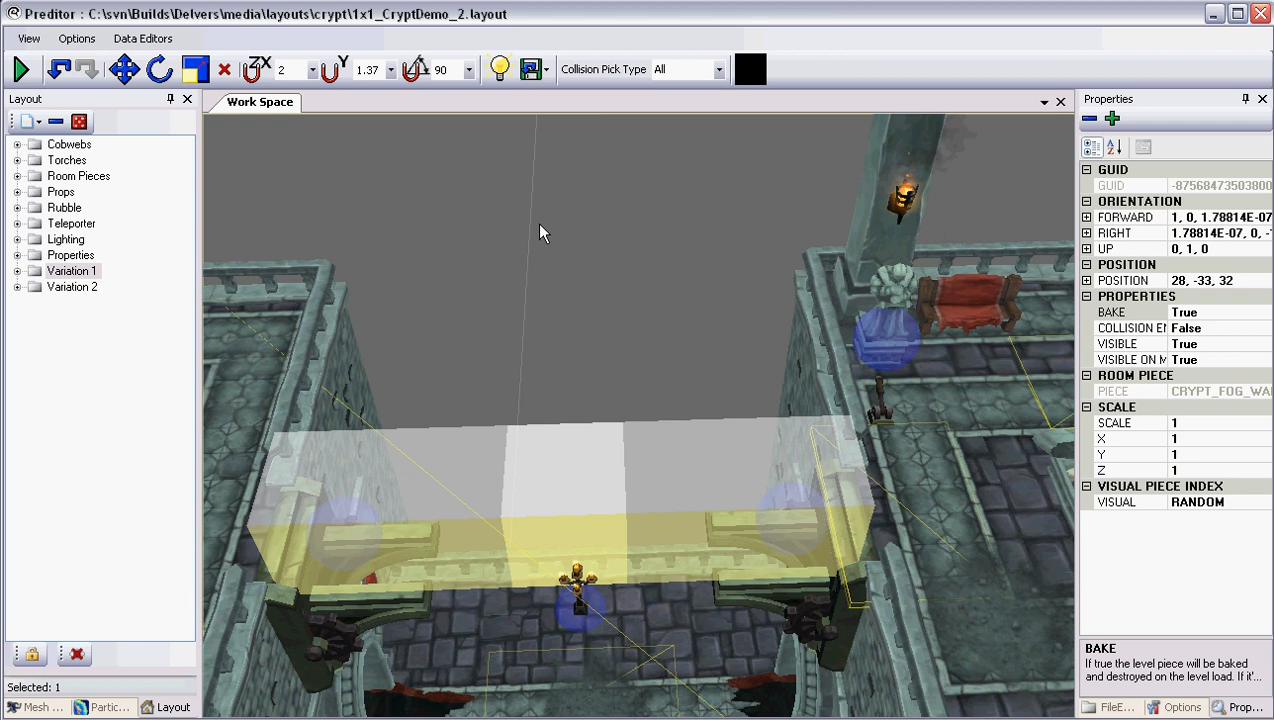 Preditor : C:\svn\Builds\Delvers\media\layouts\crypt\1x1_CryptDemo_2.layout
View Options Data Editors
ZX 2 Y 1.37 90 Collision Pick Type All
Layout
Work Space
Properties
Cobwebs
Torches
Room Pieces
Props
Rubble
Teleporter
Lighting
Properties
Variation 1
Variation 2
GUID
GUID -87568473503800
ORIENTATION
FORWARD 1, 0, 1.78814E-07
RIGHT 1.78814E-07, 0, -
UP 0, 1, 0
POSITION
POSITION 28, -33, 32
PROPERTIES
BAKE True
COLLISION EN False
VISIBLE True
VISIBLE ON M True
ROOM PIECE
PIECE CRYPT_FOG_WA
SCALE
SCALE 1
X 1
Y 1
Z 1
VISUAL PIECE INDEX
VISUAL RANDOM
BAKE
If true the level piece will be baked
and destroyed on the level load. If it'...
Selected: 1
Mesh ... Partic... Layout
FileE... Options Prop...